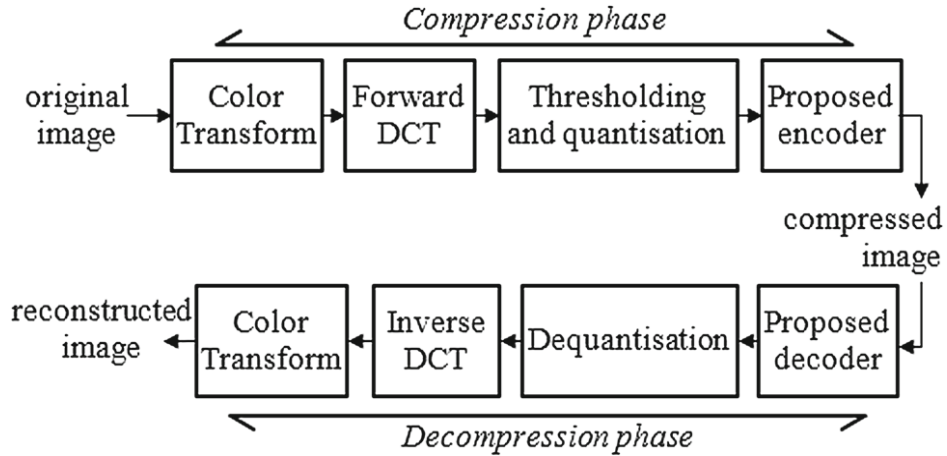 Compression phase
original
image
Color
Transform
Forward
DCT
Thresholding
and quantisation
Proposed
encoder
compressed
image
Proposed
decoder
Dequantisation
Inverse
DCT
Color
Transform
reconstructed
image
Decompression phase